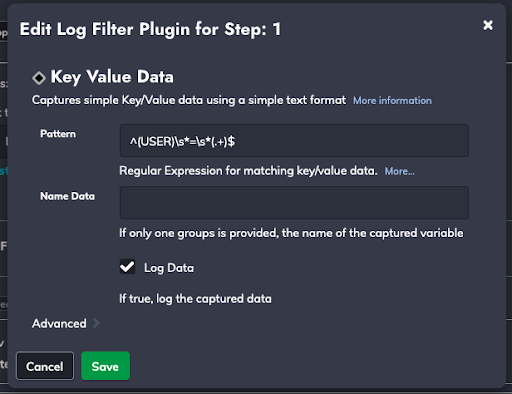 Edit Log Filter Plugin for Step: 1
Key Value Data
Captures simple Key/Value data using a simple text format More information
Pattern
^(USER)\s*=\s*(.+)$
Regular Expression for matching key/value data. More...
Name Data
If only one groups is provided, the name of the captured variable
Log Data
If true, log the captured data
Advanced
Cancel Save